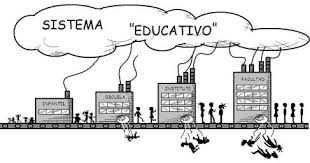 SISTEMA "EDUCATIVO"
INFANTIL
ESCUELA
INSTITUTO
FACULTAD